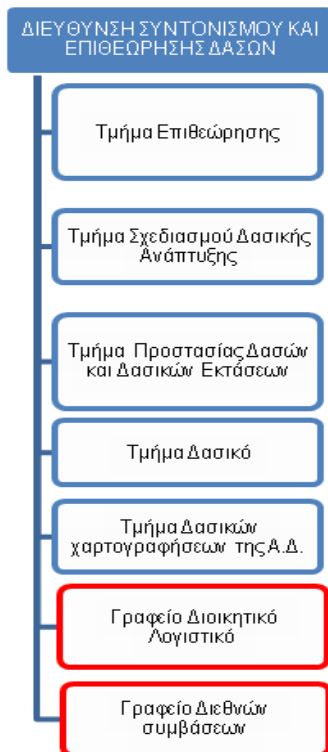 ΔΙΕΥΘΥΝΣΗ ΣΥΝΤΟΝΙΣΜΟΥ ΚΑΙ
ΕΠΙΘΕΩΡΗΣΗΣ ΔΑΣΩΝ
Τμήμα Επιθεώρησης
Τμήμα Σχεδιασμού Δασικής
Ανάπτυξης
Τμήμα Προστασίας Δασών
και Δασικών Εκτάσεων
Τμήμα Δασικό
Τμήμα Δασικών
χαρτογραφήσεων της Α.Δ.
Γραφείο Διοικητικό
Λογιστικό
Γραφείο Διεθνών
συμβάσεων